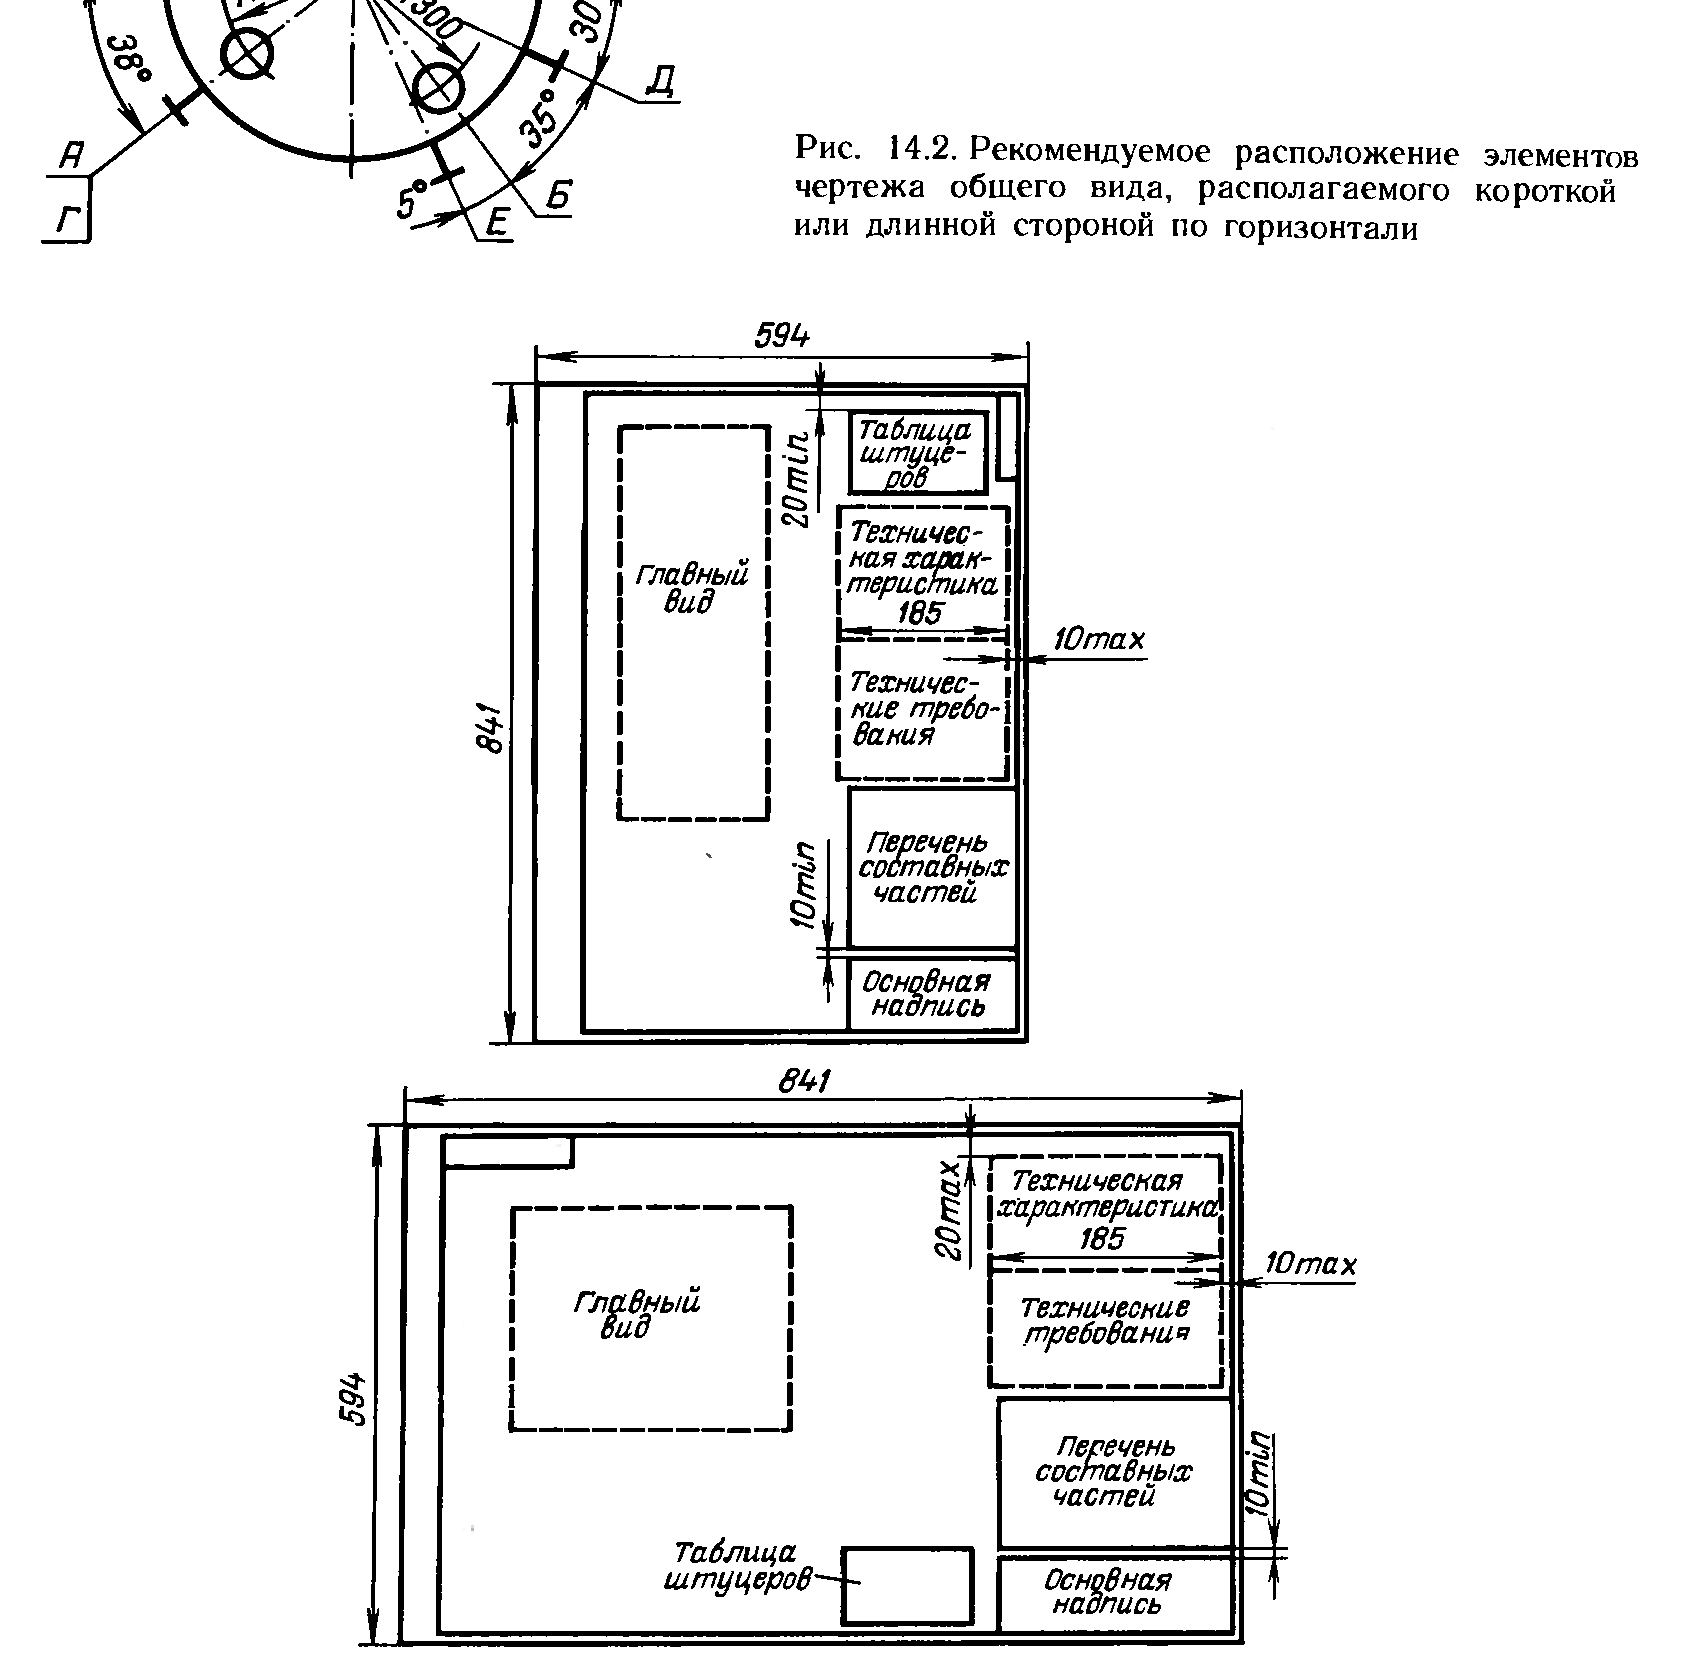 38°
1300
30
Д
35°
А
Г
5°
Б
Е
Рис. 14.2. Рекомендуемое расположение элементов
чертежа общего вида, располагаемого короткой
или длинной стороной по горизонтали
594
841
20min
Таблица
штуце-
ров
Главный
вид
Техничес-
кая харак-
теристика
185
10max
Техничес-
кие требо-
вания
10min
Перечень
составных
частей
Основная
надпись
841
594
20max
Техническая
характеристика
185
10max
Главный
вид
Технические
требования
Перечень
составных
частей
10min
Таблица
штуцеров
Основная
надпись